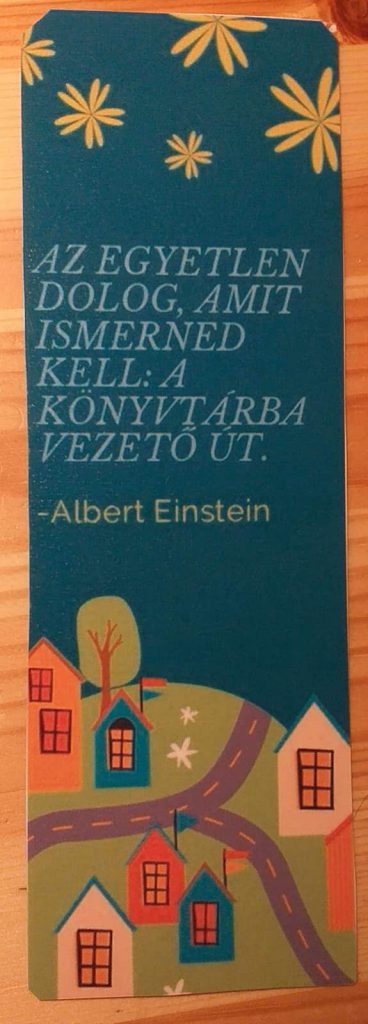 AZ EGYETLEN
DOLOG, AMIT
ISMERNED
KELL: A
KÖNYVTÁRBA
VEZETŐ ÚT.
-Albert Einstein